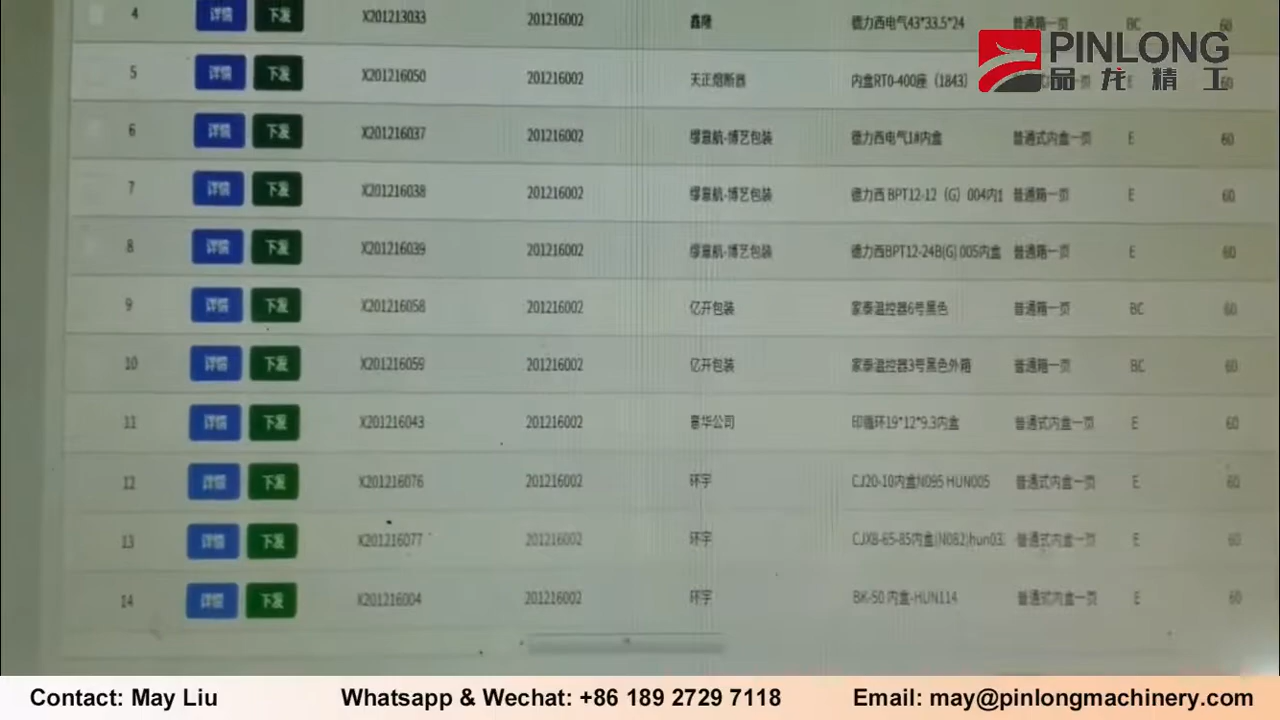 4 详情 下发 X201213033 201216002 鑫隆 德力西电气43*33.5*24 普通箱一页 BC 60
PINLONG
品龙精工
5 详情 下发 X201216050 201216002 天正熔断器 内盒RT0-400座 (1843) E 60
6 详情 下发 X201216037 201216002 缪意航-博艺包装 德力西电气1#内盒 普通式内盒一页 E 60
7 详情 下发 X201216038 201216002 缪意航-博艺包装 德力西 BPT12-12 (G) 004内1 普通箱一页 E 60
8 详情 下发 X201216039 201216002 缪意航-博艺包装 德力西BPT12-24B(G) 005内盒 普通箱一页 E 60
9 详情 下发 X201216058 201216002 亿开包装 家泰温控器6号黑色 普通箱一页 BC 60
10 详情 下发 X201216059 201216002 亿开包装 家泰温控器3号黑色外箱 普通箱一页 BC 60
11 详情 下发 X201216043 201216002 意华公司 印循环19*12*9.3内盒 普通式内盒一页 E 60
12 详情 下发 X201216076 201216002 环宇 CJ20-10内盒N095 HUN005 普通式内盒一页 E 60
13 详情 下发 X201216077 201216002 环宇 CJX8-65-85内盒(N082)hun03 普通式内盒一页 E 60
14 详情 下发 X201216004 201216002 环宇 BK-50 内盒-HUN114 普通式内盒一页 E 60
Contact: May Liu Whatsapp & Wechat: +86 189 2729 7118 Email: may@pinlongmachinery.com